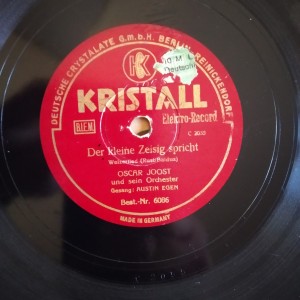 DEUTSCHE CRYSTALATE G.m.b.H. BERLIN-REINICKENDORF
K
KRISTALL
Elektro-Record
BIEM
Der kleine Zeisig spricht
OSCAR JOOST
und sein Orchester
Gesang: AUSTIN EGEN
Best.-Nr. 6086
MADE IN GERMANY